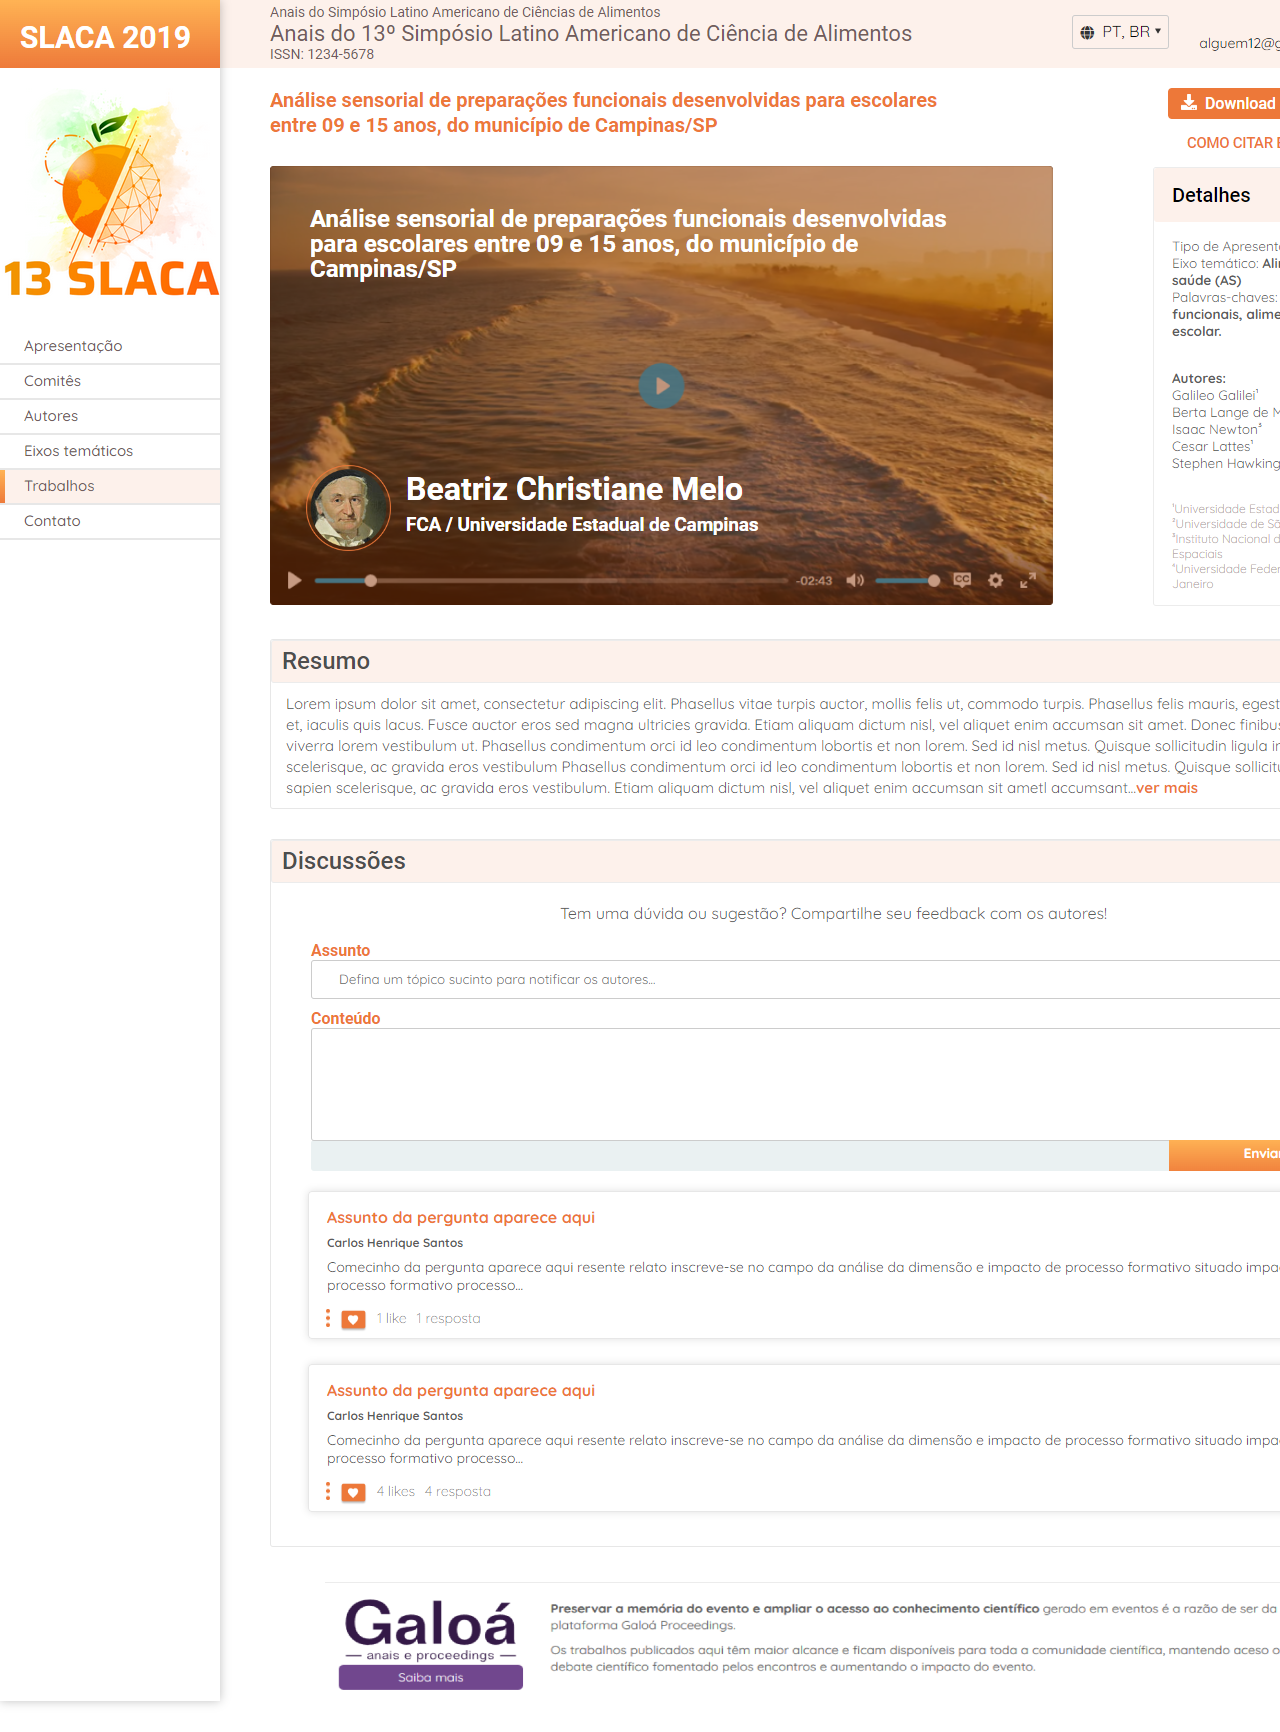 SLACA 2019
Anais do Simpósio Latino Americano de Ciências de Alimentos
Anais do 13º Simpósio Latino Americano de Ciência de Alimentos
ISSN: 1234-5678
PT, BR
alguem12@g
13 SLACA
Apresentação
Comitês
Autores
Eixos temáticos
Trabalhos
Contato
Análise sensorial de preparações funcionais desenvolvidas para escolares
entre 09 e 15 anos, do município de Campinas/SP
Download
COMO CITAR E
Análise sensorial de preparações funcionais desenvolvidas
para escolares entre 09 e 15 anos, do município de
Campinas/SP
Beatriz Christiane Melo
FCA / Universidade Estadual de Campinas
-02:43
CC
Detalhes
Tipo de Apresent
Eixo temático: Ali
saúde (AS)
Palavras-chaves:
funcionais, alime
escolar.
Autores:
Galileo Galilei¹
Berta Lange de M
Isaac Newton³
Cesar Lattes¹
Stephen Hawking
¹Universidade Estad
²Universidade de Sã
³Instituto Nacional d
Espaciais
⁴Universidade Feder
Janeiro
Resumo
Lorem ipsum dolor sit amet, consectetur adipiscing elit. Phasellus vitae turpis auctor, mollis felis ut, commodo turpis. Phasellus felis mauris, egest
et, iaculis quis lacus. Fusce auctor eros sed magna ultricies gravida. Etiam aliquam dictum nisl, vel aliquet enim accumsan sit amet. Donec finibus
viverra lorem vestibulum ut. Phasellus condimentum orci id leo condimentum lobortis et non lorem. Sed id nisl metus. Quisque sollicitudin ligula in
scelerisque, ac gravida eros vestibulum Phasellus condimentum orci id leo condimentum lobortis et non lorem. Sed id nisl metus. Quisque sollicitu
sapien scelerisque, ac gravida eros vestibulum. Etiam aliquam dictum nisl, vel aliquet enim accumsan sit ametl accumsant...ver mais
Discussões
Tem uma dúvida ou sugestão? Compartilhe seu feedback com os autores!
Assunto
Defina um tópico sucinto para notificar os autores...
Conteúdo
Envia
Assunto da pergunta aparece aqui
Carlos Henrique Santos
Comecinho da pergunta aparece aqui resente relato inscreve-se no campo da análise da dimensão e impacto de processo formativo situado impa
processo formativo processo...
1 like 1 resposta
Assunto da pergunta aparece aqui
Carlos Henrique Santos
Comecinho da pergunta aparece aqui resente relato inscreve-se no campo da análise da dimensão e impacto de processo formativo situado impa
processo formativo processo...
4 likes 4 resposta
Galoá
anais e proceedings
Saiba mais
Preservar a memória do evento e ampliar o acesso ao conhecimento científico gerado em eventos é a razão de ser da
plataforma Galoá Proceedings.
Os trabalhos publicados aqui têm maior alcance e ficam disponíveis para toda a comunidade científica, mantendo aceso o
debate científico fomentado pelos encontros e aumentando o impacto do evento.